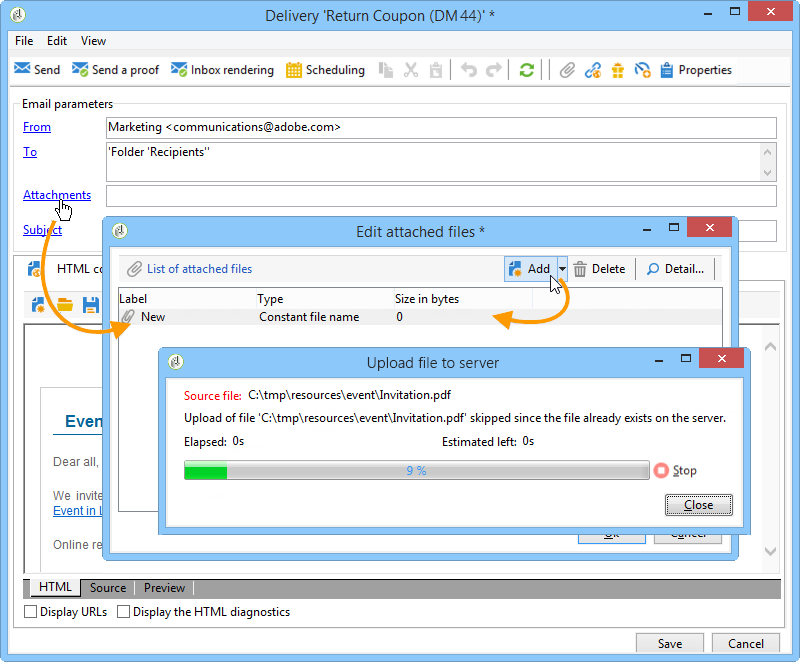 Delivery 'Return Coupon (DM44)' *
File Edit View
Send Send a proof Inbox rendering Scheduling Properties
Email parameters
From Marketing <communications@adobe.com>
To 'Folder 'Recipients''
Attachments
Subject
Edit attached files *
HTML
List of attached files Add Delete Detail...
Label Type Size in bytes
New Constant file name 0
Upload file to server
Source file: C:\tmp\resources\event\Invitation.pdf
Upload of file 'C:\tmp\resources\event\Invitation.pdf' skipped since the file already exists on the server.
Elapsed: 0s Estimated left: 0s
9 % Stop
Close
Even
Dear all,
We invite
Event in L
Online re
Ok Cancel
HTML Source Preview
Display URLs Display the HTML diagnostics
Save Cancel